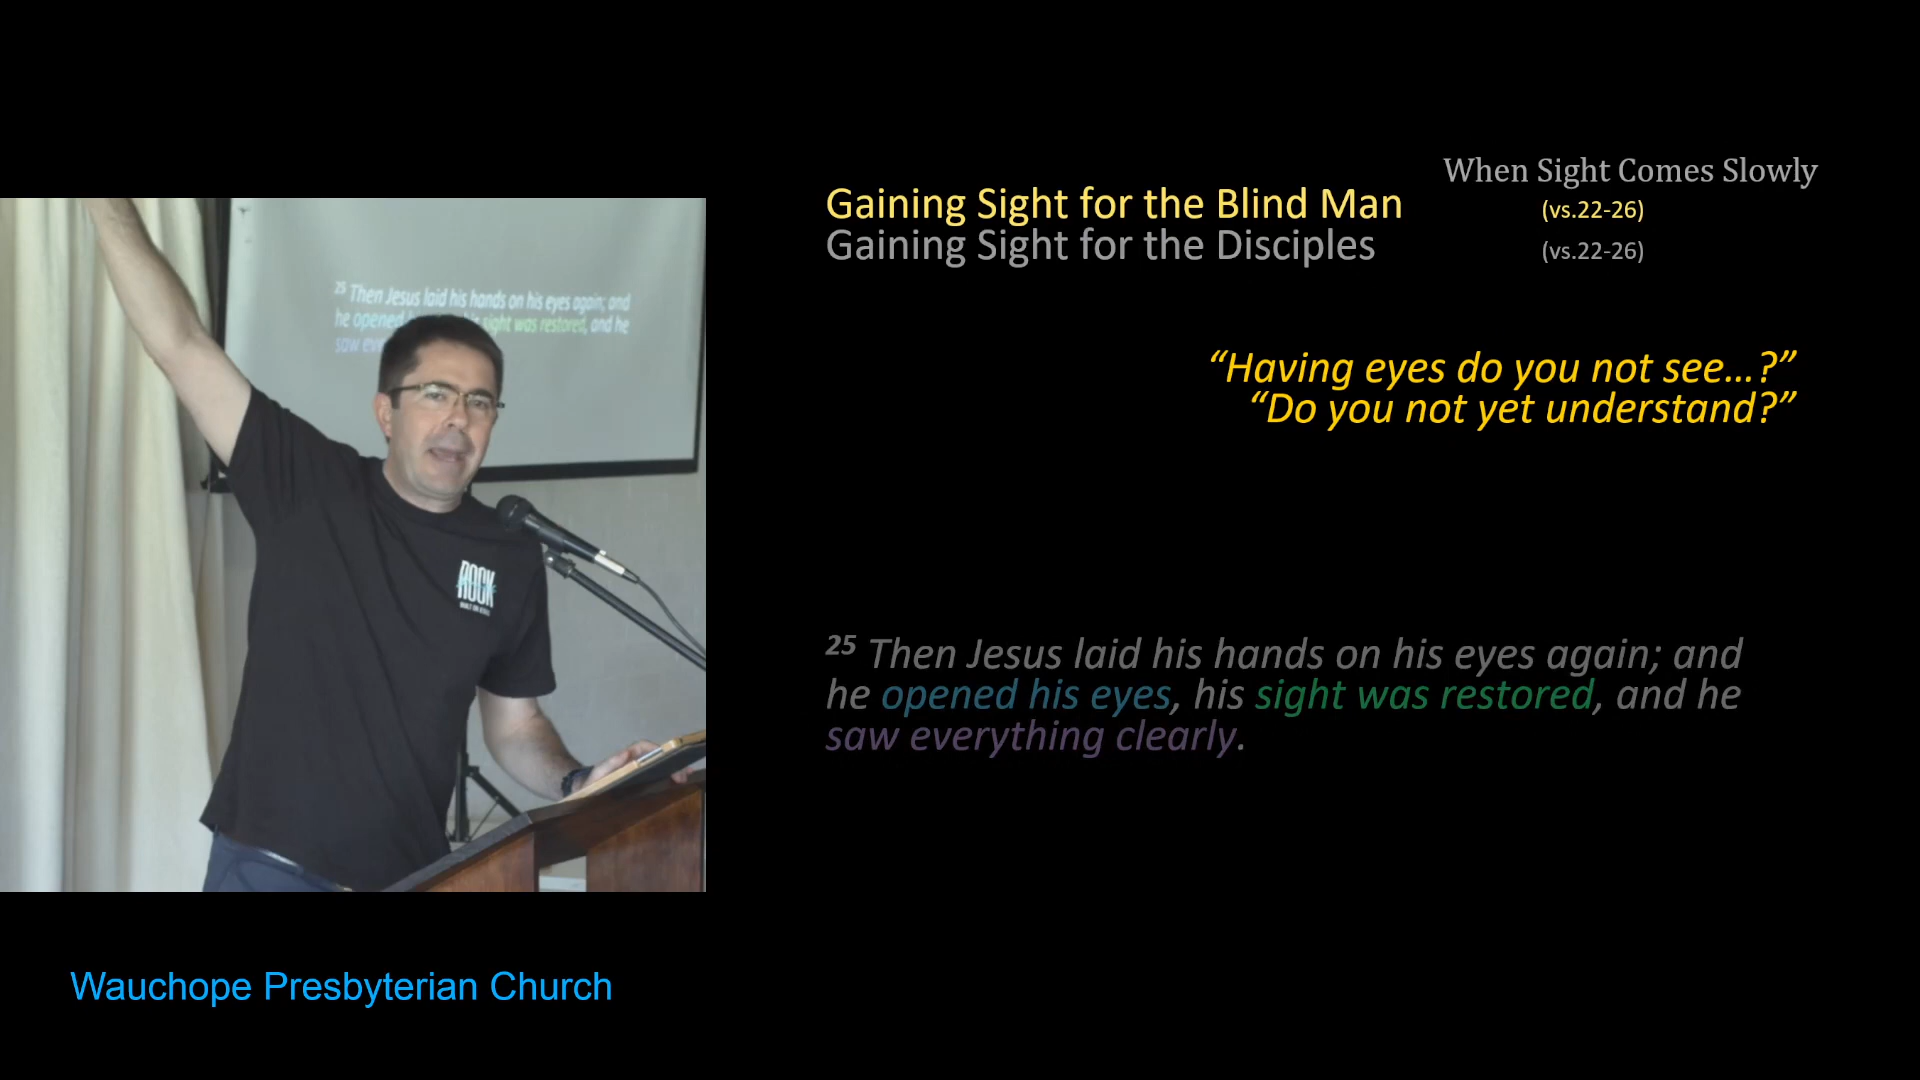 When Sight Comes Slowly
Gaining Sight for the Blind Man (vs.22-26)
Gaining Sight for the Disciples (vs.22-26)
“Having eyes do you not see…?”
“Do you not yet understand?”
25 Then Jesus laid his hands on his eyes again; and
he opened his eyes, his sight was restored, and he
saw everything clearly.
25 Then Jesus laid his hands on his eyes again; and
he opened sight was restored, and he
saw
ROCK
Wauchope Presbyterian Church